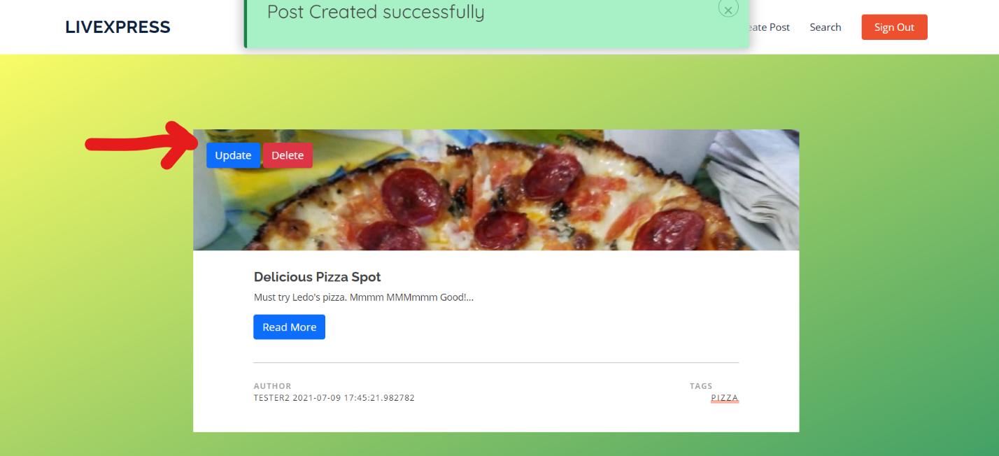 Post Created successfully
LIVEXPRESS
eate Post Search Sign Out
Update Delete
Delicious Pizza Spot
Must try Ledo's pizza. Mmmm MMMmmm Good!...
Read More
AUTHOR
TESTER2 2021-07-09 17:45:21.982782
TAGS
PIZZA